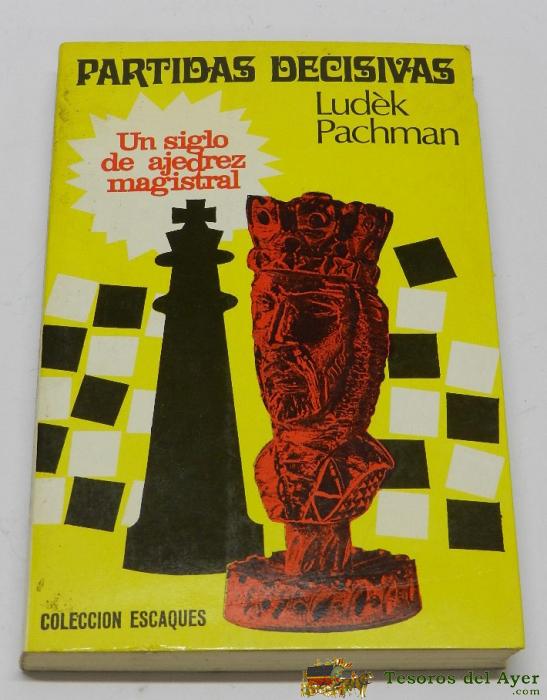 PARTIDAS DECISIVAS
Ludèk
Pachman
Un siglo
de ajedrez
magistral
COLECCION ESCAQUES
Tesoros del Ayer
.com